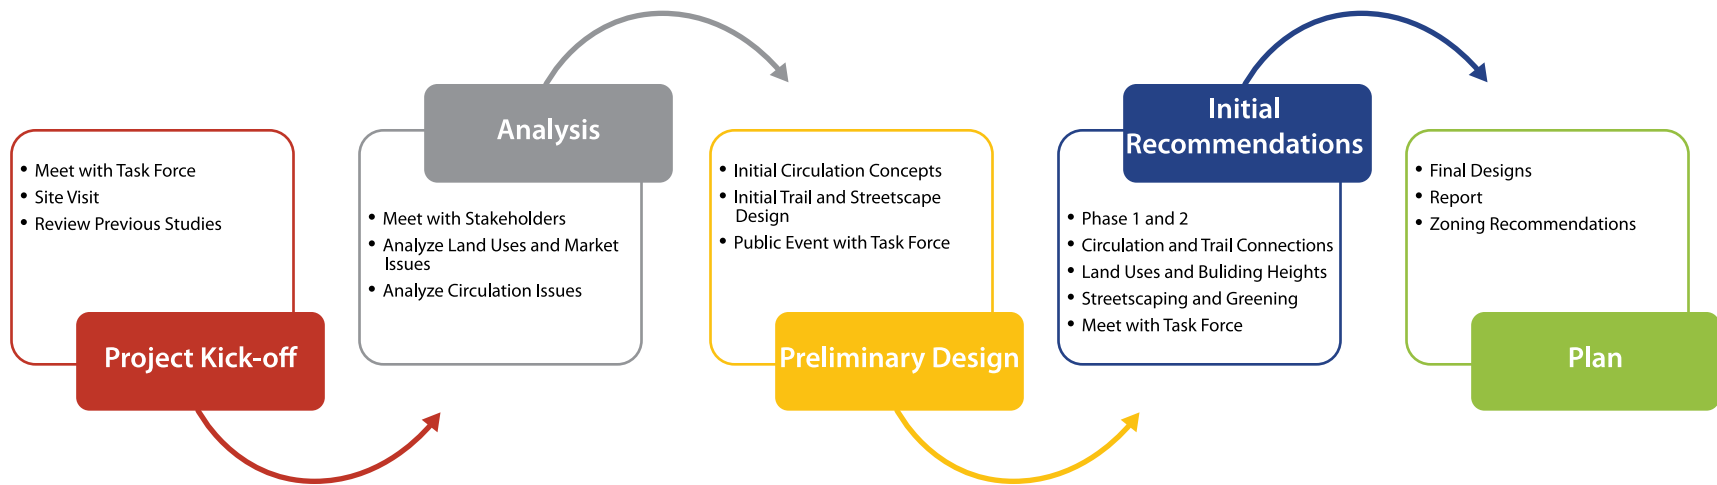 • Meet with Task Force
• Site Visit
• Review Previous Studies
Project Kick-off
Analysis
• Meet with Stakeholders
• Analyze Land Uses and Market
Issues
• Analyze Circulation Issues
• Initial Circulation Concepts
• Initial Trail and Streetscape
Design
• Public Event with Task Force
Preliminary Design
Initial
Recommendations
• Phase 1 and 2
• Circulation and Trail Connections
• Land Uses and Buliding Heights
• Streetscaping and Greening
• Meet with Task Force
• Final Designs
• Report
• Zoning Recommendations
Plan